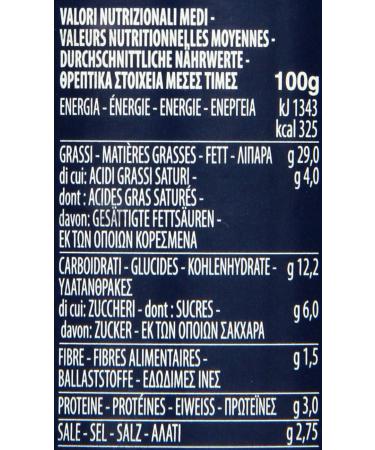 VALORI NUTRIZIONALI MEDI -
VALEURS NUTRITIONNELLES MOYENNES -
DURCHSCHNITTLICHE NÄHRWERTE -
ΘΡΕΠΤΙΚΑ ΣΤΟΙΧΕΙΑ ΜΕΣΕΣ ΤΙΜΕΣ 100g
ENERGIA - ÉNERGIE - ENERGIE - ΕΝΕΡΓΕΙΑ kJ 1343
kcal 325
GRASSI - MATIÈRES GRASSES - FETT - ΛΙΠΑΡΑ g 29,0
di cui: ACIDI GRASSI SATURI - g 4,0
dont : ACIDES GRAS SATURÉS -
davon: GESÄTTIGTE FETTSÄUREN -
ΕΚ ΤΩΝ ΟΠΟΙΩΝ ΚΟΡΕΣΜΕΝΑ
CARBOIDRATI - GLUCIDES - KOHLENHYDRATE - g 12,2
ΥΔΑΤΑΝΘΡΑΚΕΣ
di cui: ZUCCHERI - dont : SUCRES - g 6,0
davon: ZUCKER - ΕΚ ΤΩΝ ΟΠΟΙΩΝ ΣΑΚΧΑΡΑ
FIBRE - FIBRES ALIMENTAIRES - g 1,5
BALLASTSTOFFE - ΕΔΩΔΙΜΕΣ ΙΝΕΣ
PROTEINE - PROTÉINES - EIWEISS - ΠΡΩΤΕΪΝΕΣ g 3,0
SALE - SEL - SALZ - ΑΛΑΤΙ g 2,75